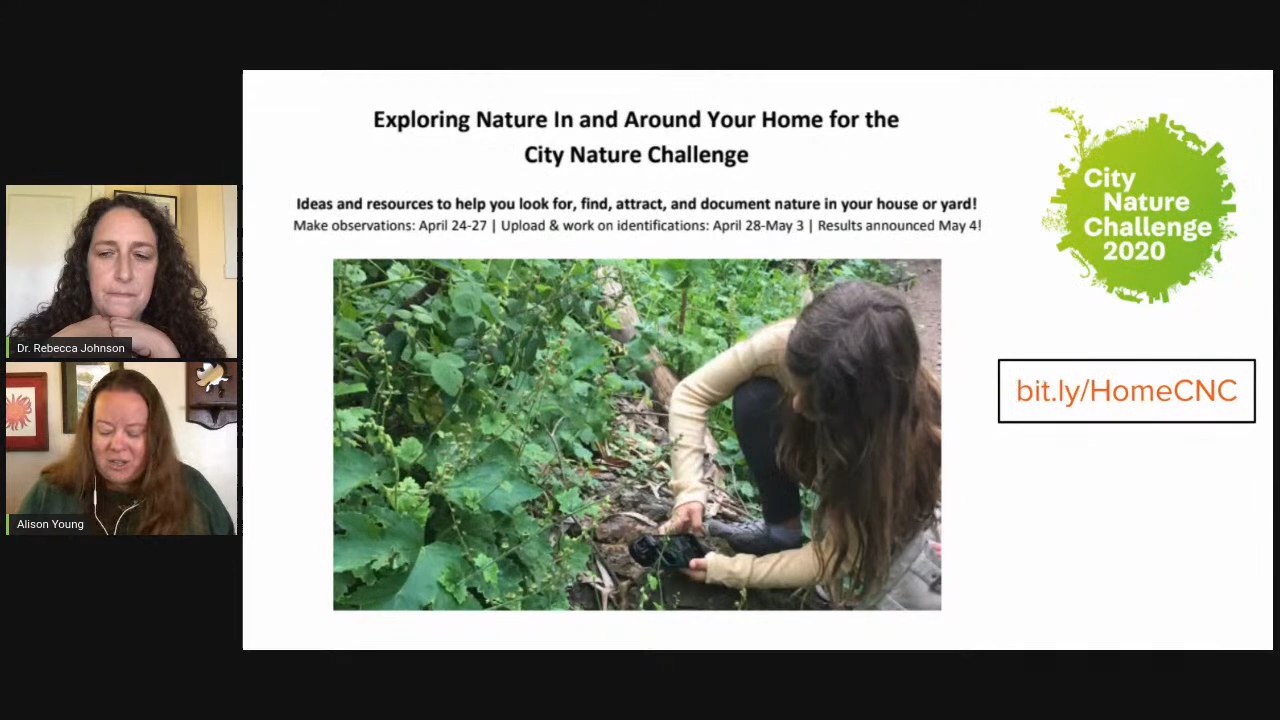 Exploring Nature In and Around Your Home for the
City Nature Challenge
Ideas and resources to help you look for, find, attract, and document nature in your house or yard!
Make observations: April 24-27 | Upload & work on identifications: April 28-May 3 | Results announced May 4!
City
Nature
Challenge
2020
bit.ly/HomeCNC
Dr. Rebecca Johnson
Alison Young